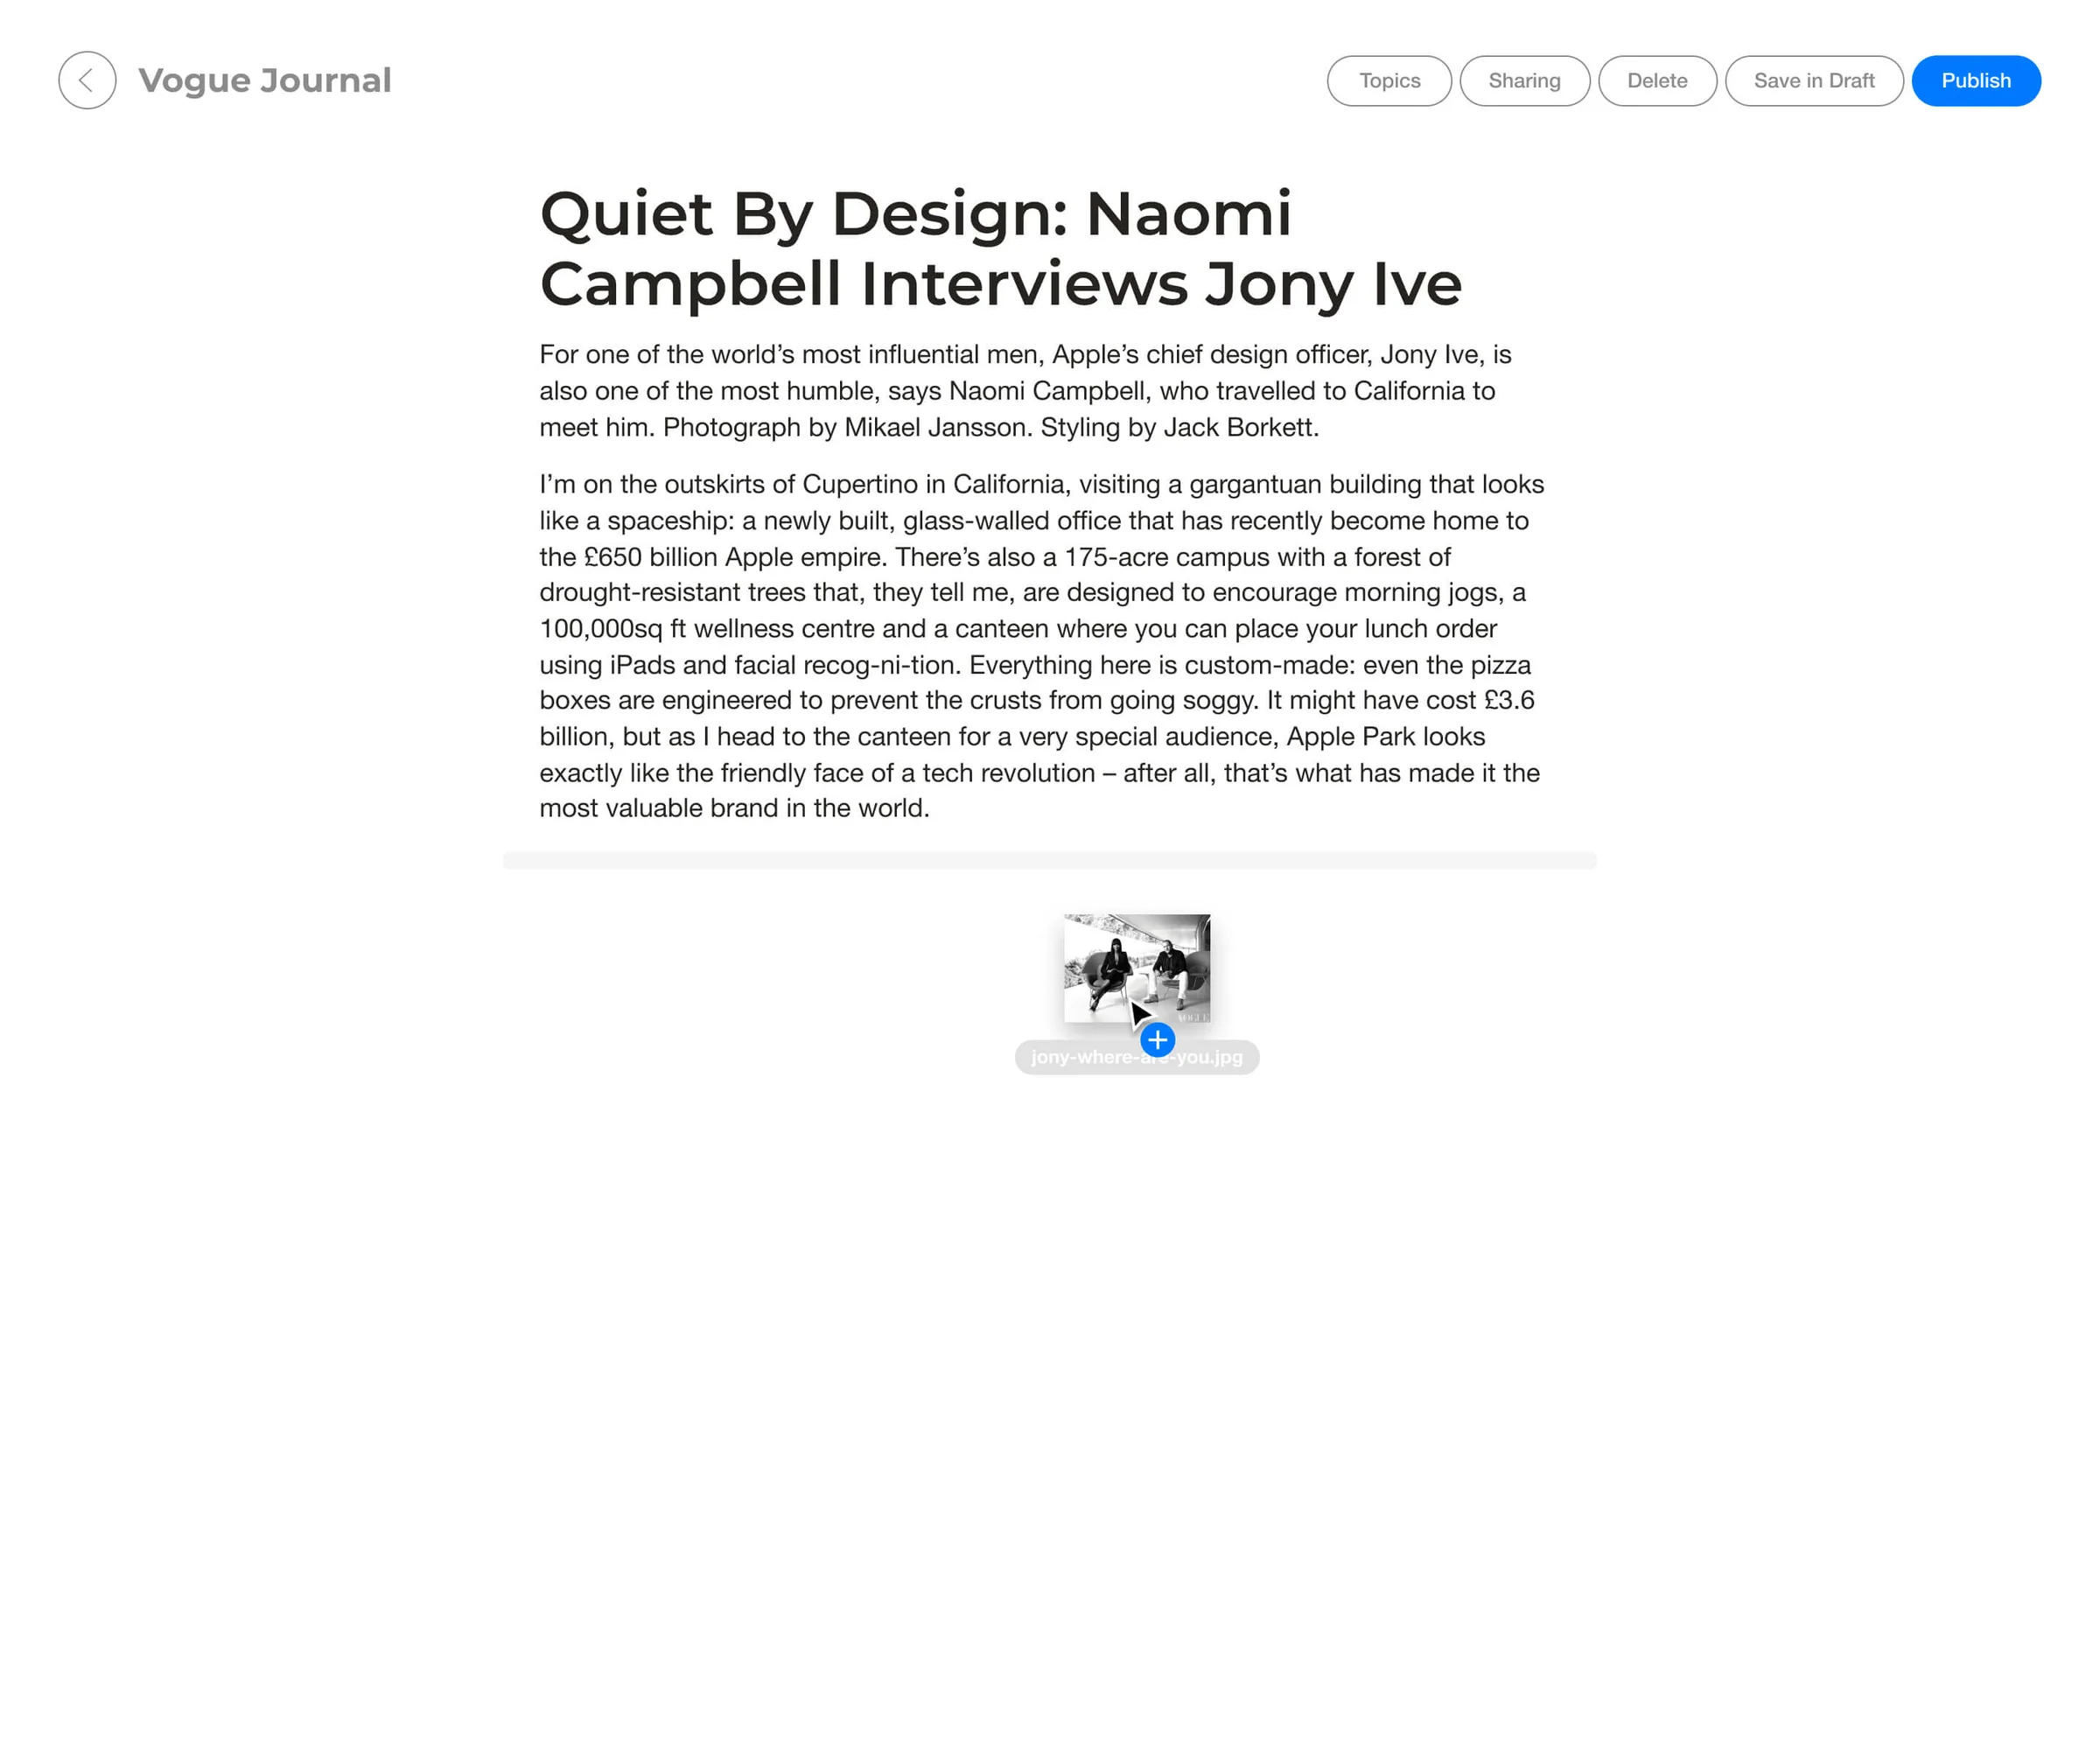 Vogue Journal
Topics
Sharing
Delete
Save in Draft
Publish
Quiet By Design: Naomi
Campbell Interviews Jony Ive
For one of the world’s most influential men, Apple’s chief design officer, Jony Ive, is
also one of the most humble, says Naomi Campbell, who travelled to California to
meet him. Photograph by Mikael Jansson. Styling by Jack Borkett.
I’m on the outskirts of Cupertino in California, visiting a gargantuan building that looks
like a spaceship: a newly built, glass-walled office that has recently become home to
the £650 billion Apple empire. There’s also a 175-acre campus with a forest of
drought-resistant trees that, they tell me, are designed to encourage morning jogs, a
100,000sq ft wellness centre and a canteen where you can place your lunch order
using iPads and facial recog-ni-tion. Everything here is custom-made: even the pizza
boxes are engineered to prevent the crusts from going soggy. It might have cost £3.6
billion, but as I head to the canteen for a very special audience, Apple Park looks
exactly like the friendly face of a tech revolution – after all, that’s what has made it the
most valuable brand in the world.
VOGUE
jony-where-are-you.jpg